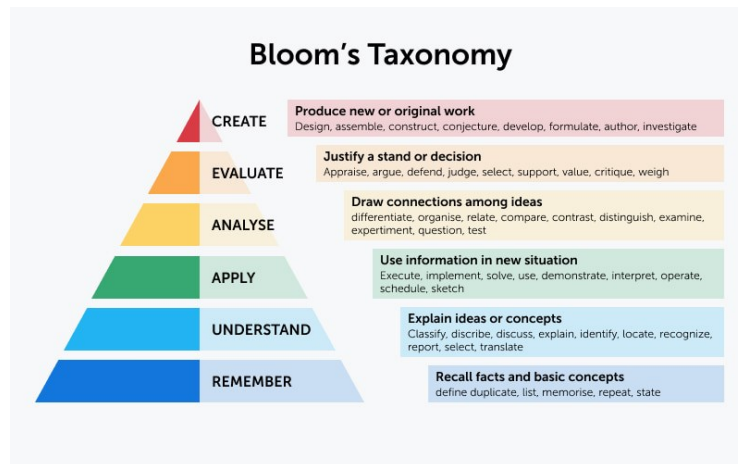 Bloom's Taxonomy
CREATE
Produce new or original work
Design, assemble, construct, conjecture, develop, formulate, author, investigate
EVALUATE
Justify a stand or decision
Appraise, argue, defend, judge, select, support, value, critique, weigh
ANALYSE
Draw connections among ideas
differentiate, organise, relate, compare, contrast, distinguish, examine,
expertiment, question, test
APPLY
Use information in new situation
Execute, implement, solve, use, demonstrate, interpret, operate,
schedule, sketch
UNDERSTAND
Explain ideas or concepts
Classify, discribe, discuss, explain, identify, locate, recognize,
report, select, translate
REMEMBER
Recall facts and basic concepts
define duplicate, list, memorise, repeat, state